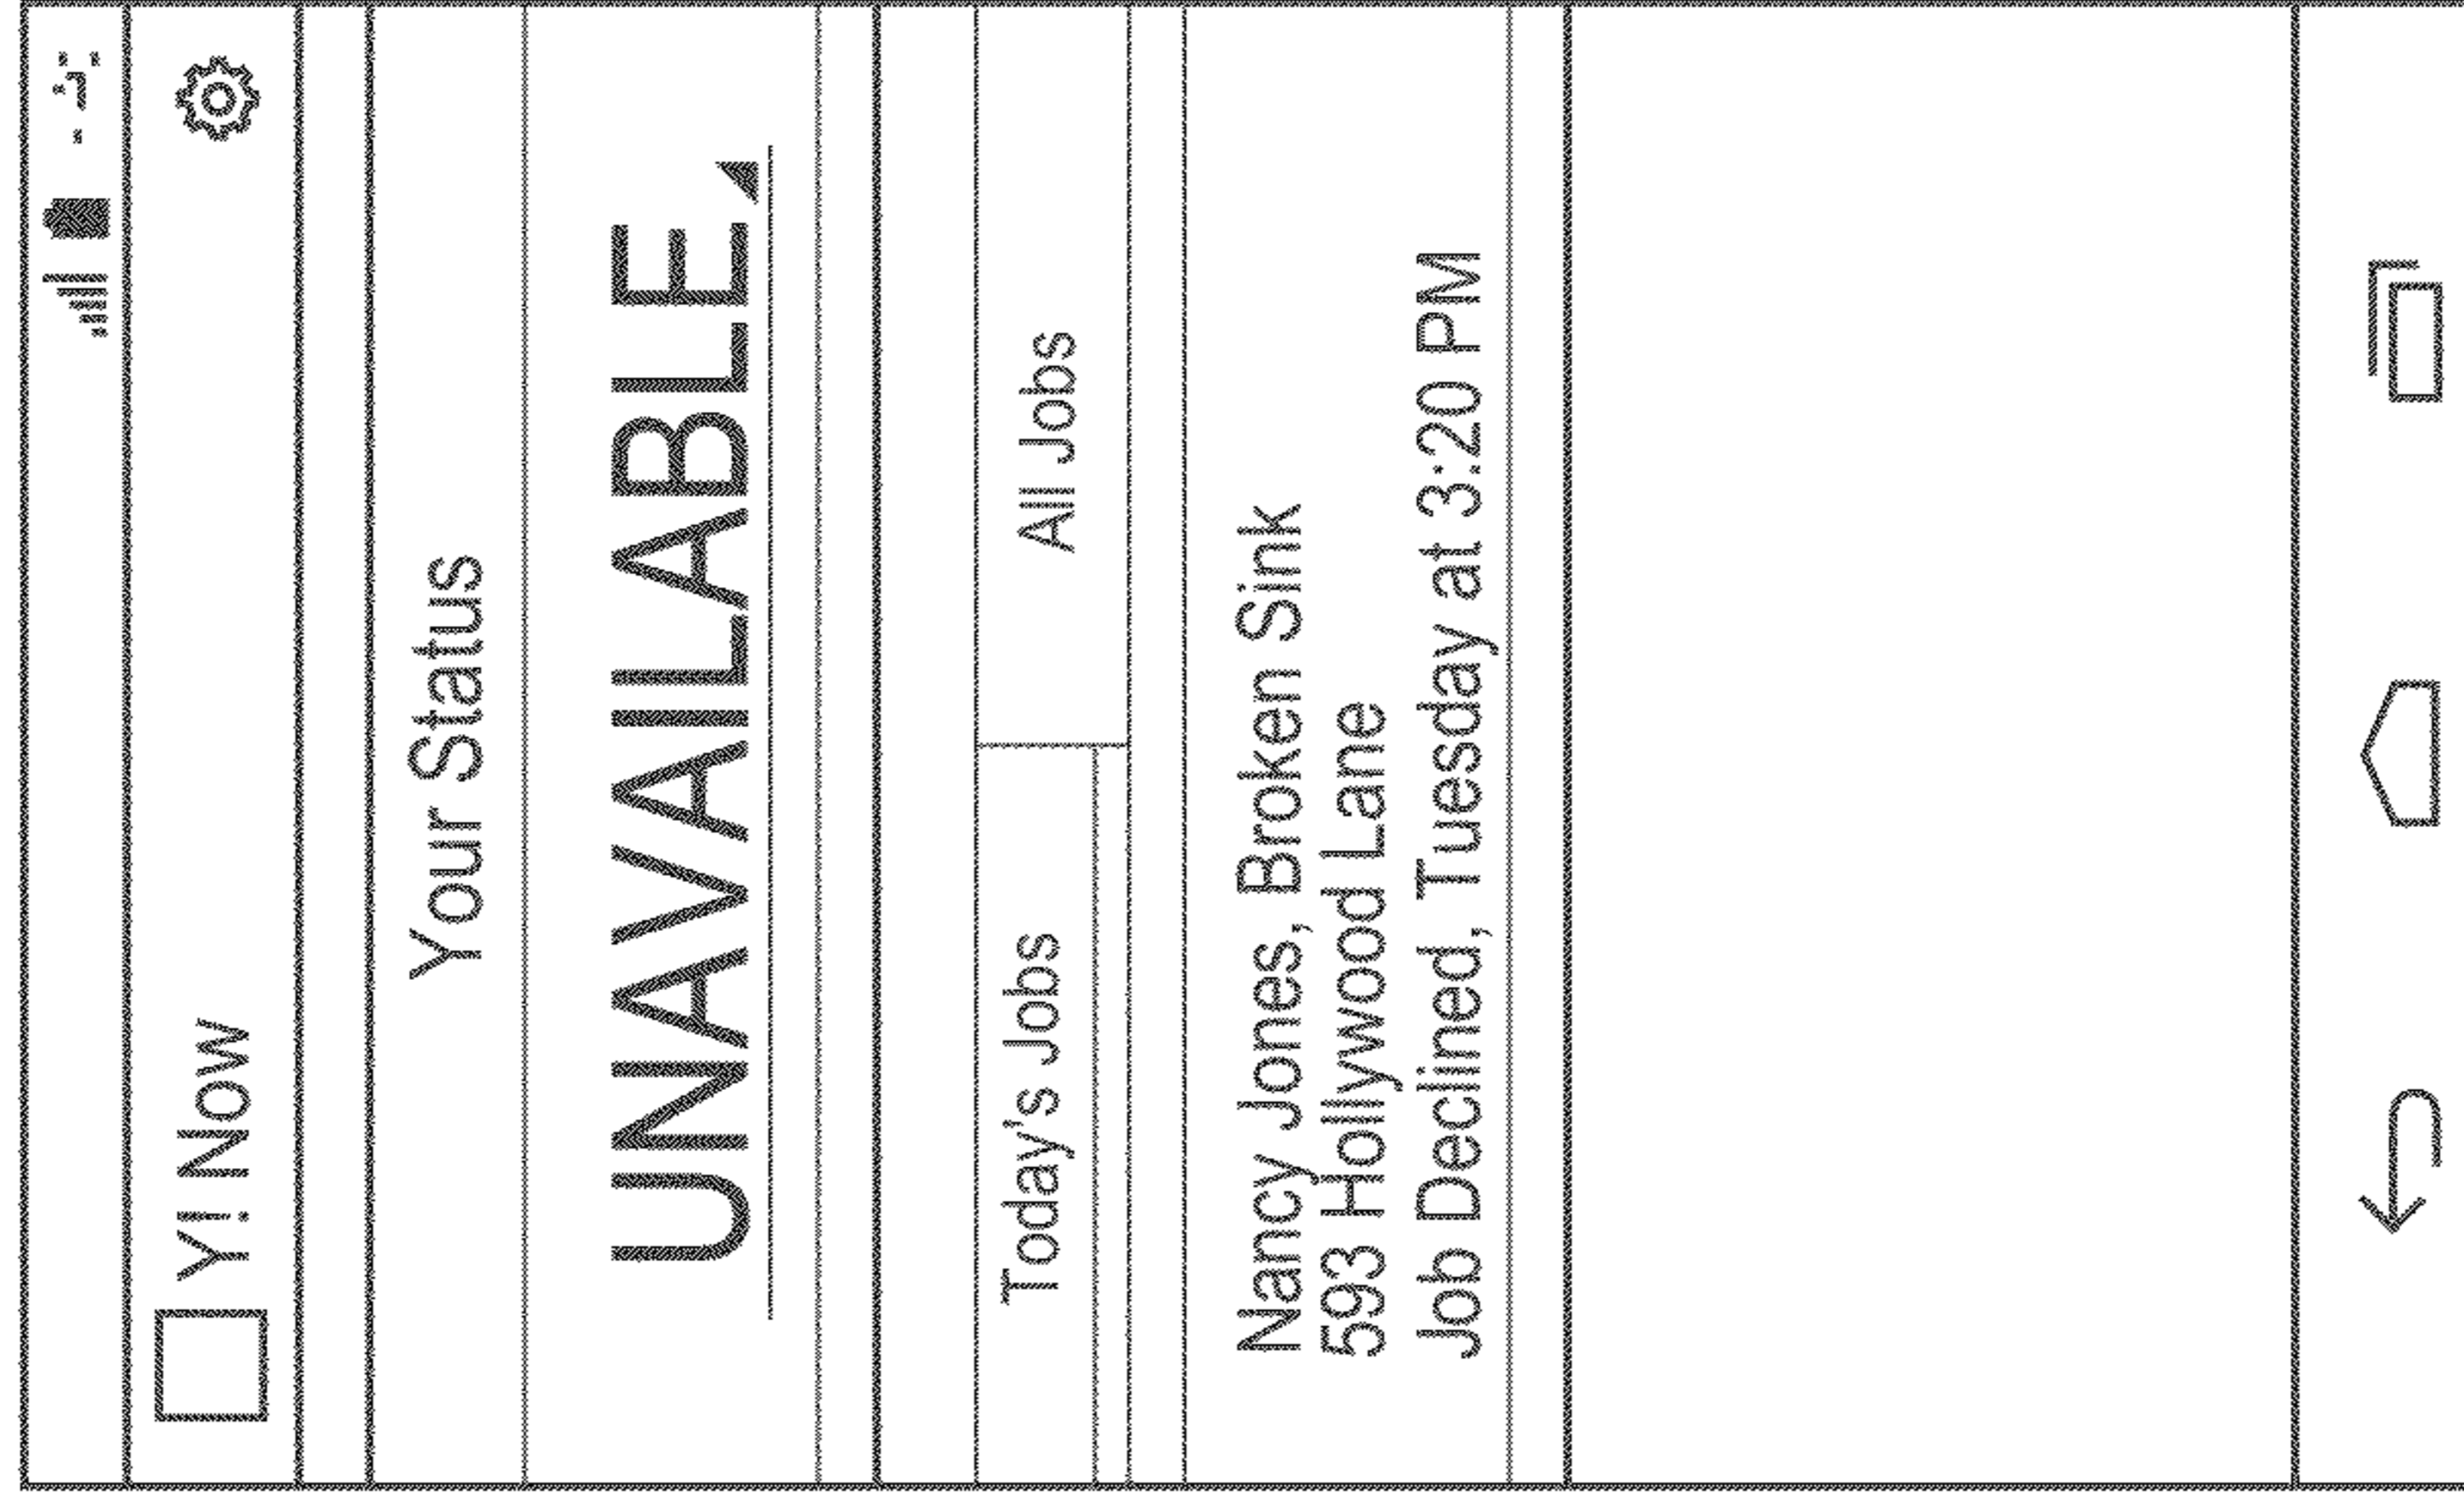 Y! Now
Your Status
UNAVAILABLE
Today's Jobs
All Jobs
Nancy Jones, Broken Sink
593 Hollywood Lane
Job Declined, Tuesday at 3:20 PM